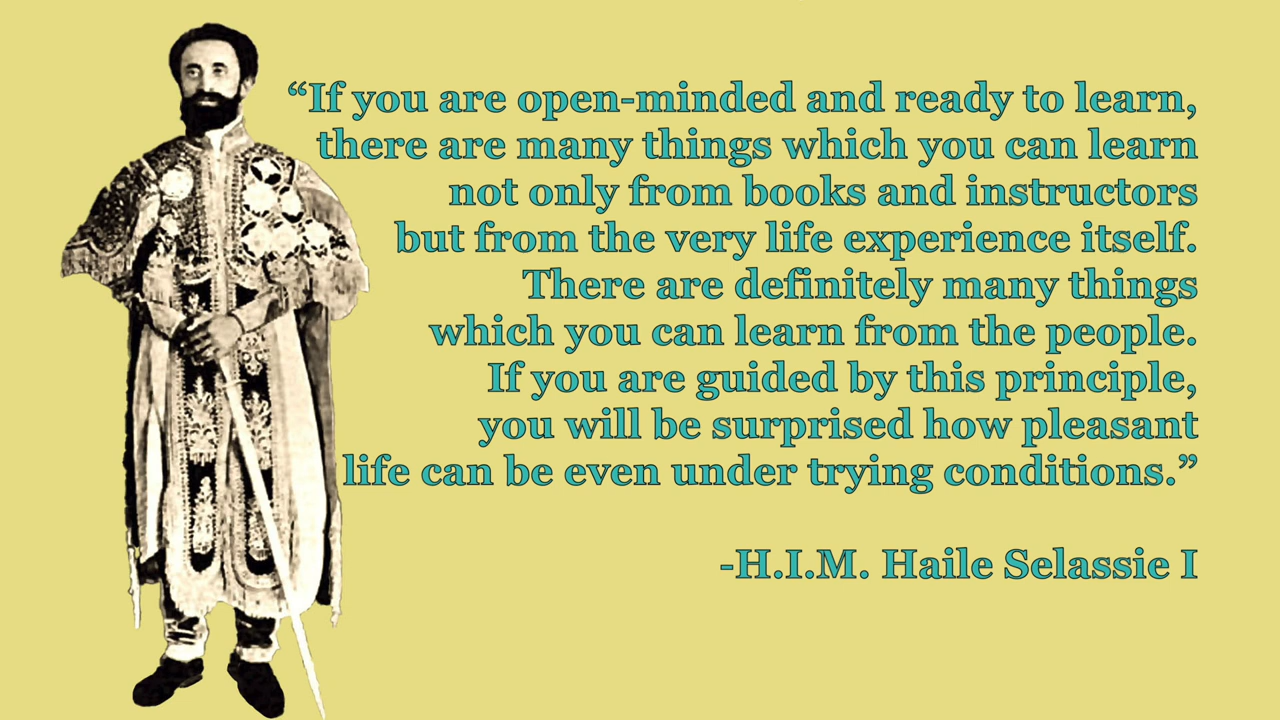 “If you are open-minded and ready to learn,
there are many things which you can learn
not only from books and instructors
but from the very life experience itself.
There are definitely many things
which you can learn from the people.
If you are guided by this principle,
you will be surprised how pleasant
life can be even under trying conditions.”
-H.I.M. Haile Selassie I